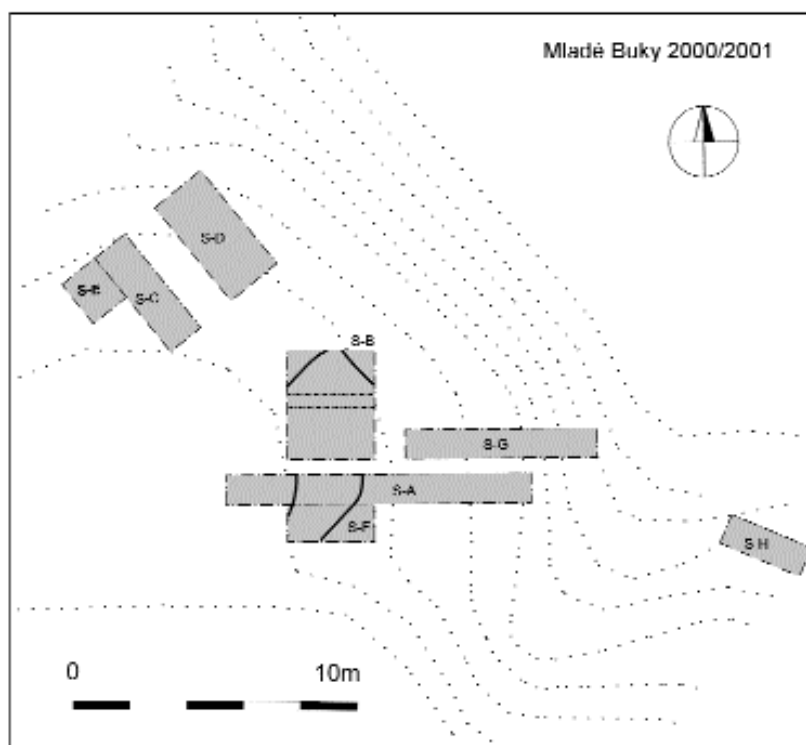 Mladé Buky 2000/2001
S-D
S-E
S-C
S-B
S-G
S-A
S-F
S-H
0
10m